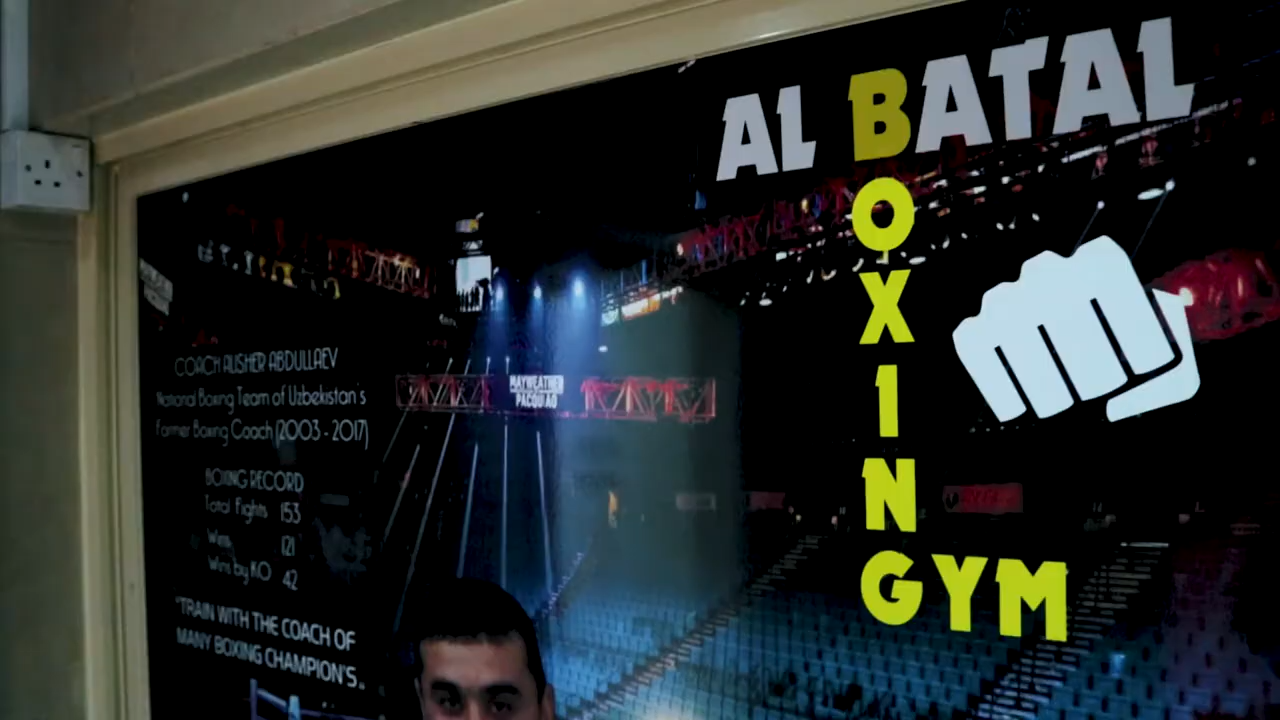 AL BATAL
BOXING
GYM
MAYWEATHER
PACQUIAO
COACH ALISHER ABDULLAEV
National Boxing Team of Uzbekistan's
Former Boxing Coach (2003 - 2017)
BOXING RECORD
Total Fights 153
Wins 121
Wins by KO 42
"TRAIN WITH THE COACH OF
MANY BOXING CHAMPION'S..